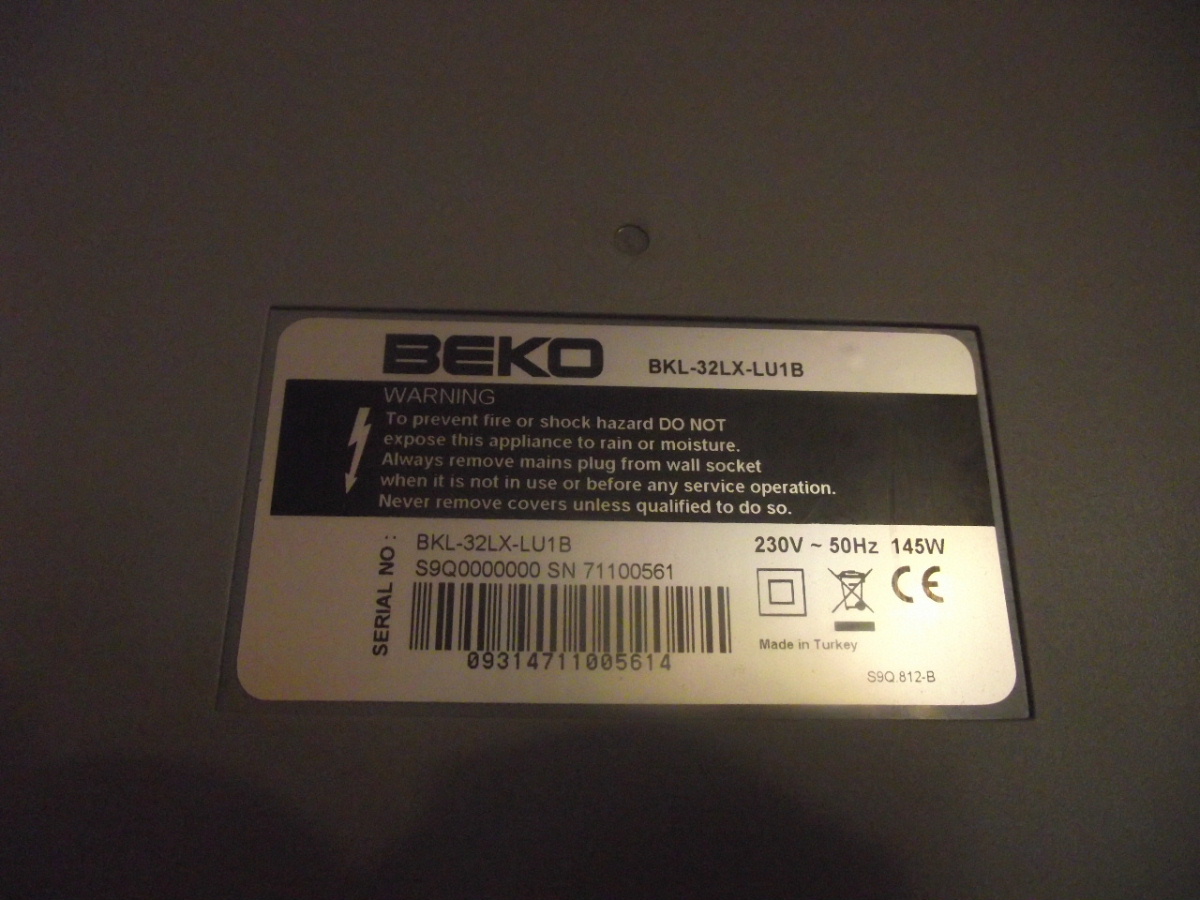 BEKO BKL-32LX-LU1B
WARNING
To prevent fire or shock hazard DO NOT
expose this appliance to rain or moisture.
Always remove mains plug from wall socket
when it is not in use or before any service operation.
Never remove covers unless qualified to do so.
SERIAL NO :
BKL-32LX-LU1B
S9Q0000000 SN 71100561
09314711005614
230V ~ 50Hz 145W
CE
Made in Turkey
S9Q.812-B